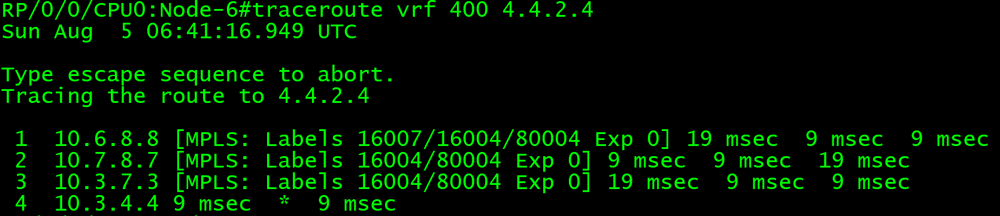 RP/0/0/CPU0:Node-6#traceroute vrf 400 4.4.2.4
Sun Aug  5 06:41:16.949 UTC
Type escape sequence to abort.
Tracing the route to 4.4.2.4
1  10.6.8.8 [MPLS: Labels 16007/16004/80004 Exp 0] 19 msec  9 msec  9 msec
2  10.7.8.7 [MPLS: Labels 16004/80004 Exp 0] 9 msec  9 msec  19 msec
3  10.3.7.3 [MPLS: Labels 16004/80004 Exp 0] 19 msec  9 msec  9 msec
4  10.3.4.4 9 msec  *  9 msec